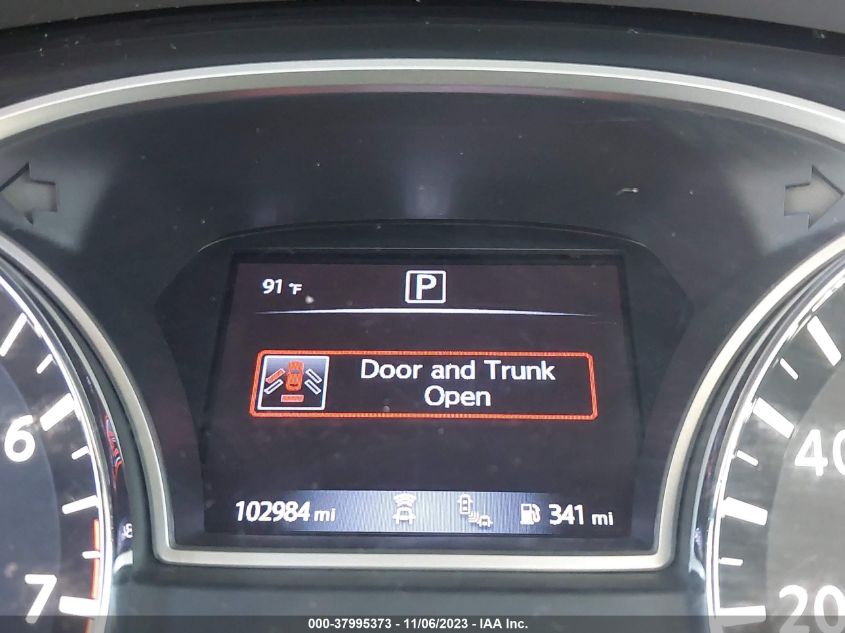 91 °F
P
Door and Trunk
Open
102984 mi
341 mi
6
7
40
20
000-37995373 - 11/06/2023 - IAA Inc.